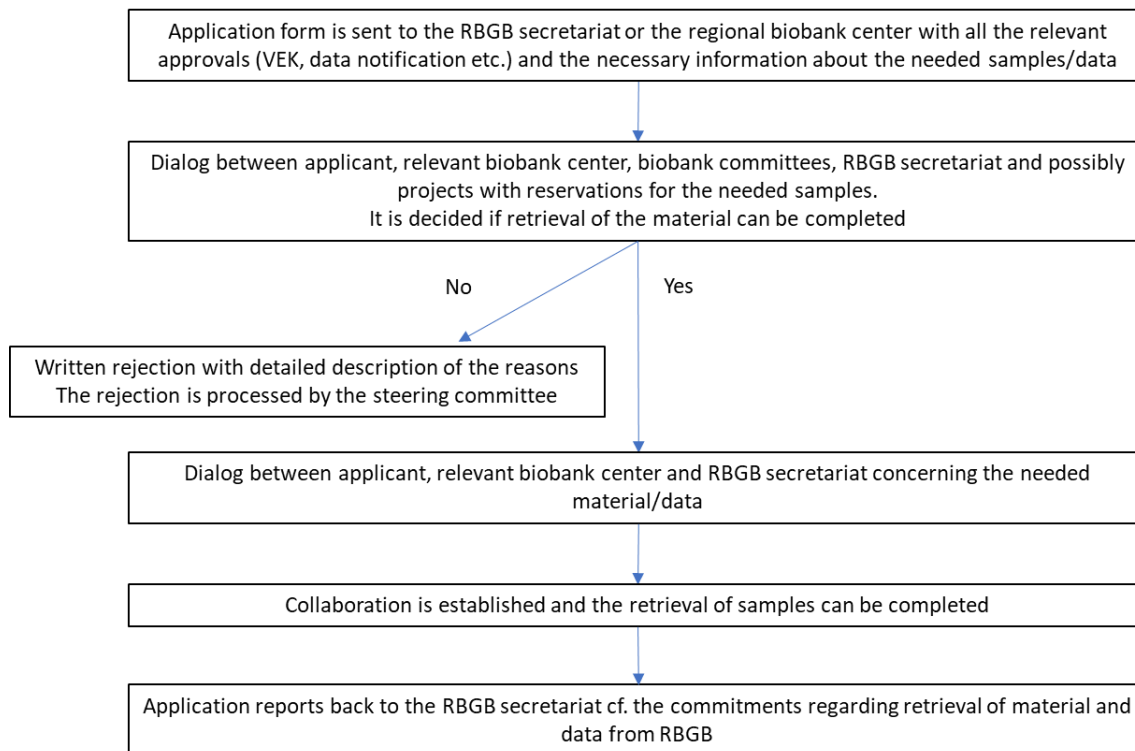 Application form is sent to the RBGB secretariat or the regional biobank center with all the relevant
approvals (VEK, data notification etc.) and the necessary information about the needed samples/data
Dialog between applicant, relevant biobank center, biobank committees, RBGB secretariat and possibly
projects with reservations for the needed samples.
It is decided if retrieval of the material can be completed
No
Yes
Written rejection with detailed description of the reasons
The rejection is processed by the steering committee
Dialog between applicant, relevant biobank center and RBGB secretariat concerning the needed
material/data
Collaboration is established and the retrieval of samples can be completed
Application reports back to the RBGB secretariat cf. the commitments regarding retrieval of material and
data from RBGB